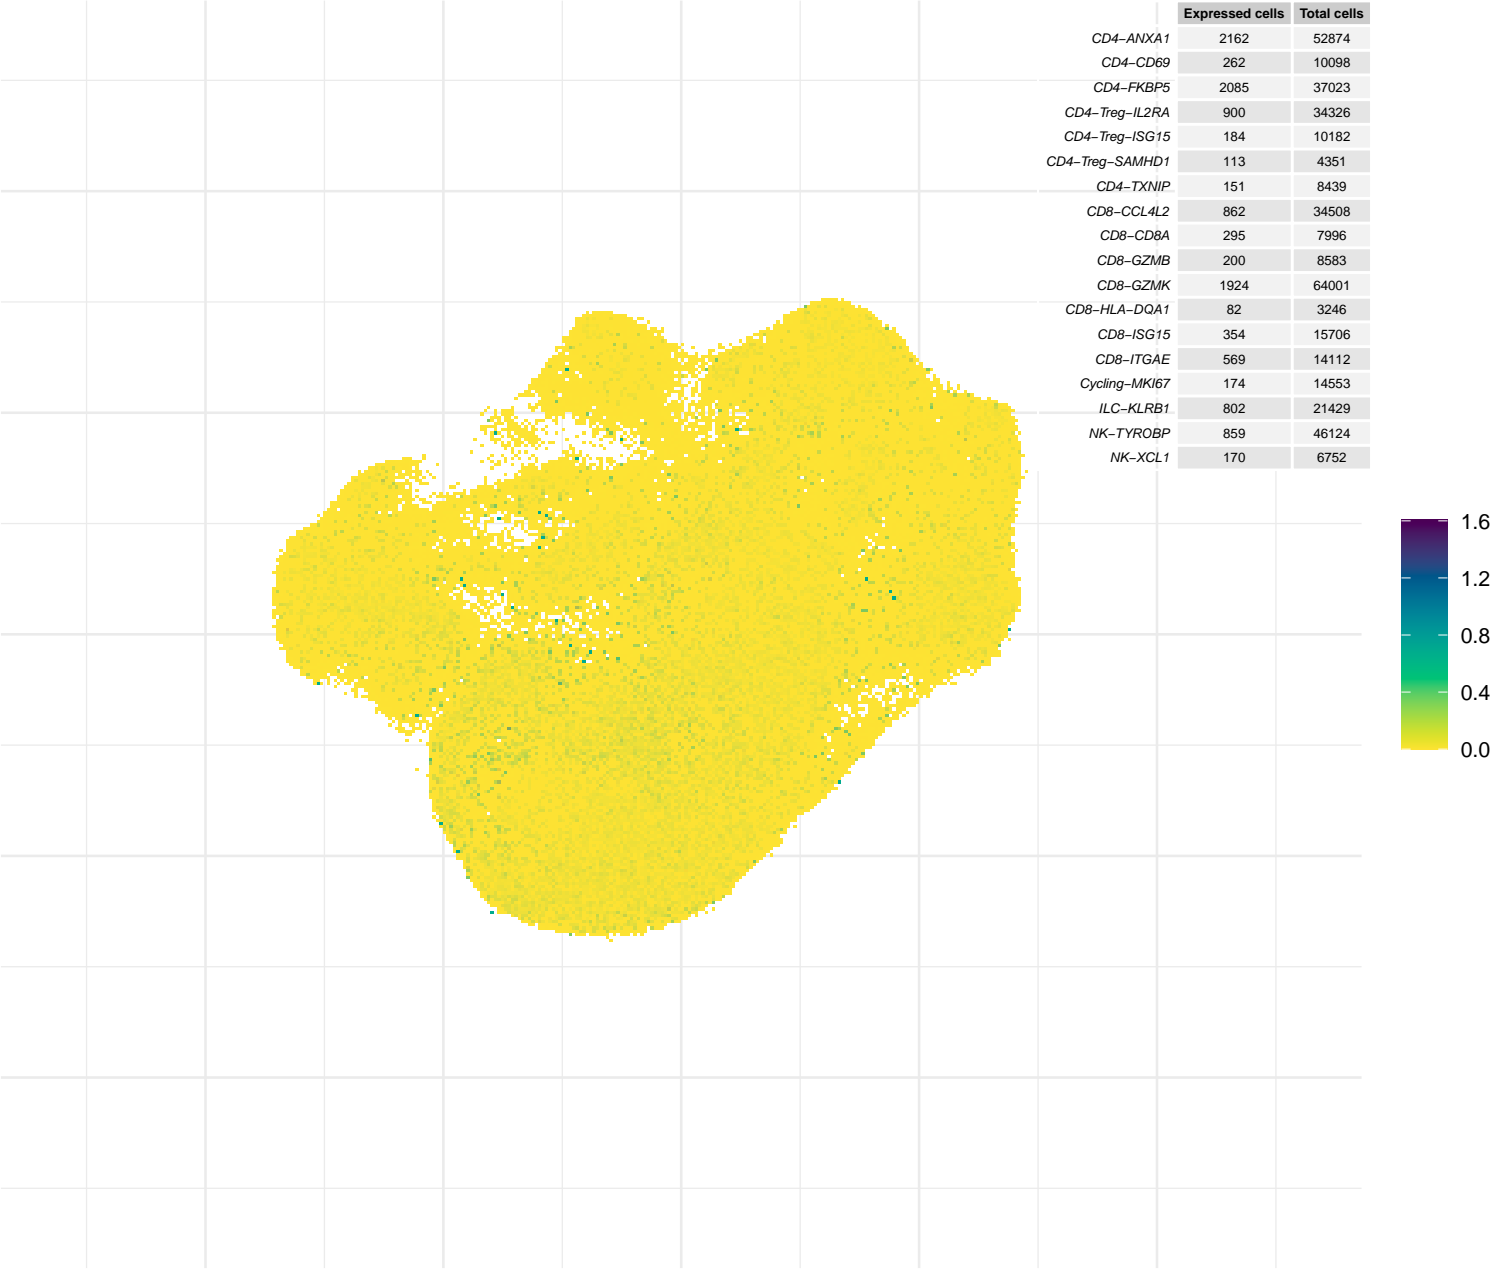 Expressed cells Total cells
CD4−ANXA1 2162 52874
CD4−CD69 262 10098
CD4−FKBP5 2085 37023
CD4−Treg−IL2RA 900 34326
CD4−Treg−ISG15 184 10182
CD4−Treg−SAMHD1 113 4351
CD4−TXNIP 151 8439
CD8−CCL4L2 862 34508
CD8−CD8A 295 7996
CD8−GZMB 200 8583
CD8−GZMK 1924 64001
CD8−HLA−DQA1 82 3246
CD8−ISG15 354 15706
CD8−ITGAE 569 14112
Cycling−MKI67 174 14553
ILC−KLRB1 802 21429
NK−TYROBP 859 46124
NK−XCL1 170 6752
1.6
1.2
0.8
0.4
0.0